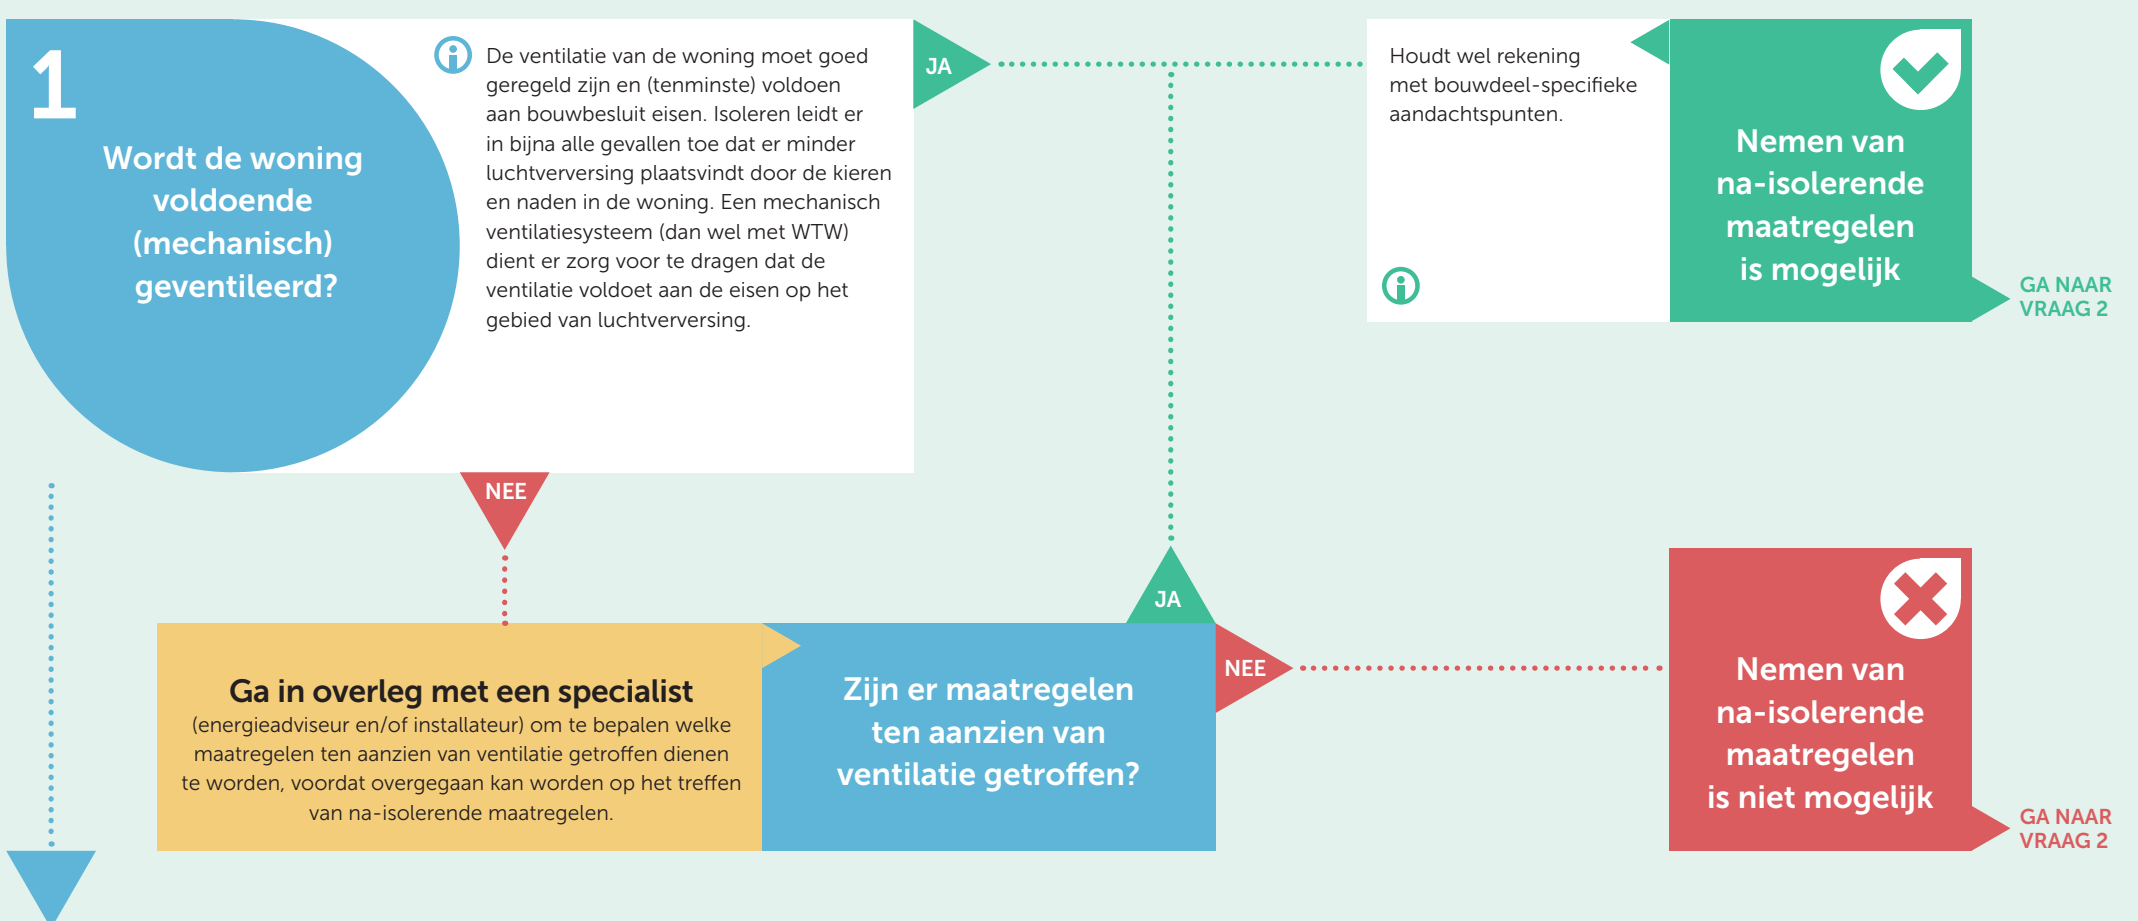 1
Wordt de woning
voldoende
(mechanisch)
geventileerd?
De ventilatie van de woning moet goed
geregeld zijn en (tenminste) voldoen
aan bouwbesluit eisen. Isoleren leidt er
in bijna alle gevallen toe dat er minder
luchtverversing plaatsvindt door de kieren
en naden in de woning. Een mechanisch
ventilatiesysteem (dan wel met WTW)
dient er zorg voor te dragen dat de
ventilatie voldoet aan de eisen op het
gebied van luchtverversing.
JA
Houdt wel rekening
met bouwdeel-specifieke
aandachtspunten.
Nemen van
na-isolerende
maatregelen
is mogelijk
GA NAAR
VRAAG 2
NEE
Ga in overleg met een specialist
(energieadviseur en/of installateur) om te bepalen welke
maatregelen ten aanzien van ventilatie getroffen dienen
te worden, voordat overgegaan kan worden op het treffen
van na-isolerende maatregelen.
Zijn er maatregelen
ten aanzien van
ventilatie getroffen?
JA
NEE
Nemen van
na-isolerende
maatregelen
is niet mogelijk
GA NAAR
VRAAG 2